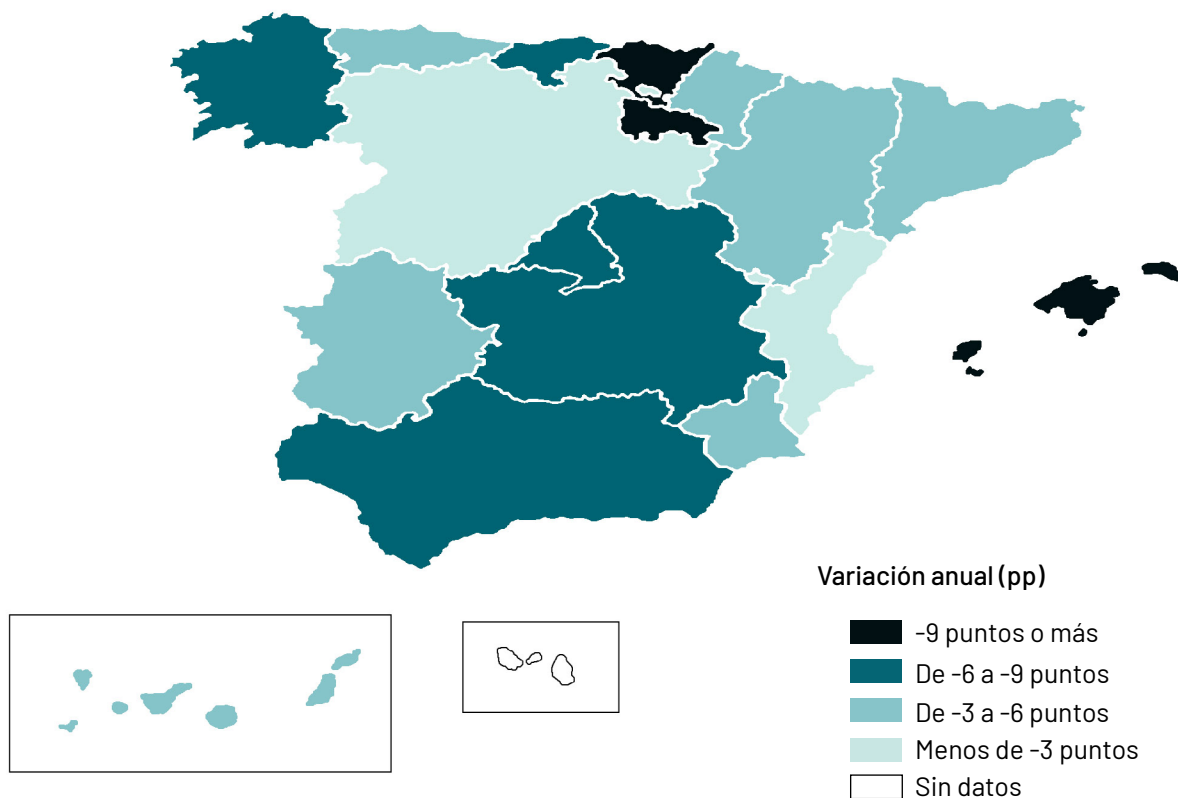 Variación anual (pp)
-9 puntos o más
De -6 a -9 puntos
De -3 a -6 puntos
Menos de -3 puntos
Sin datos